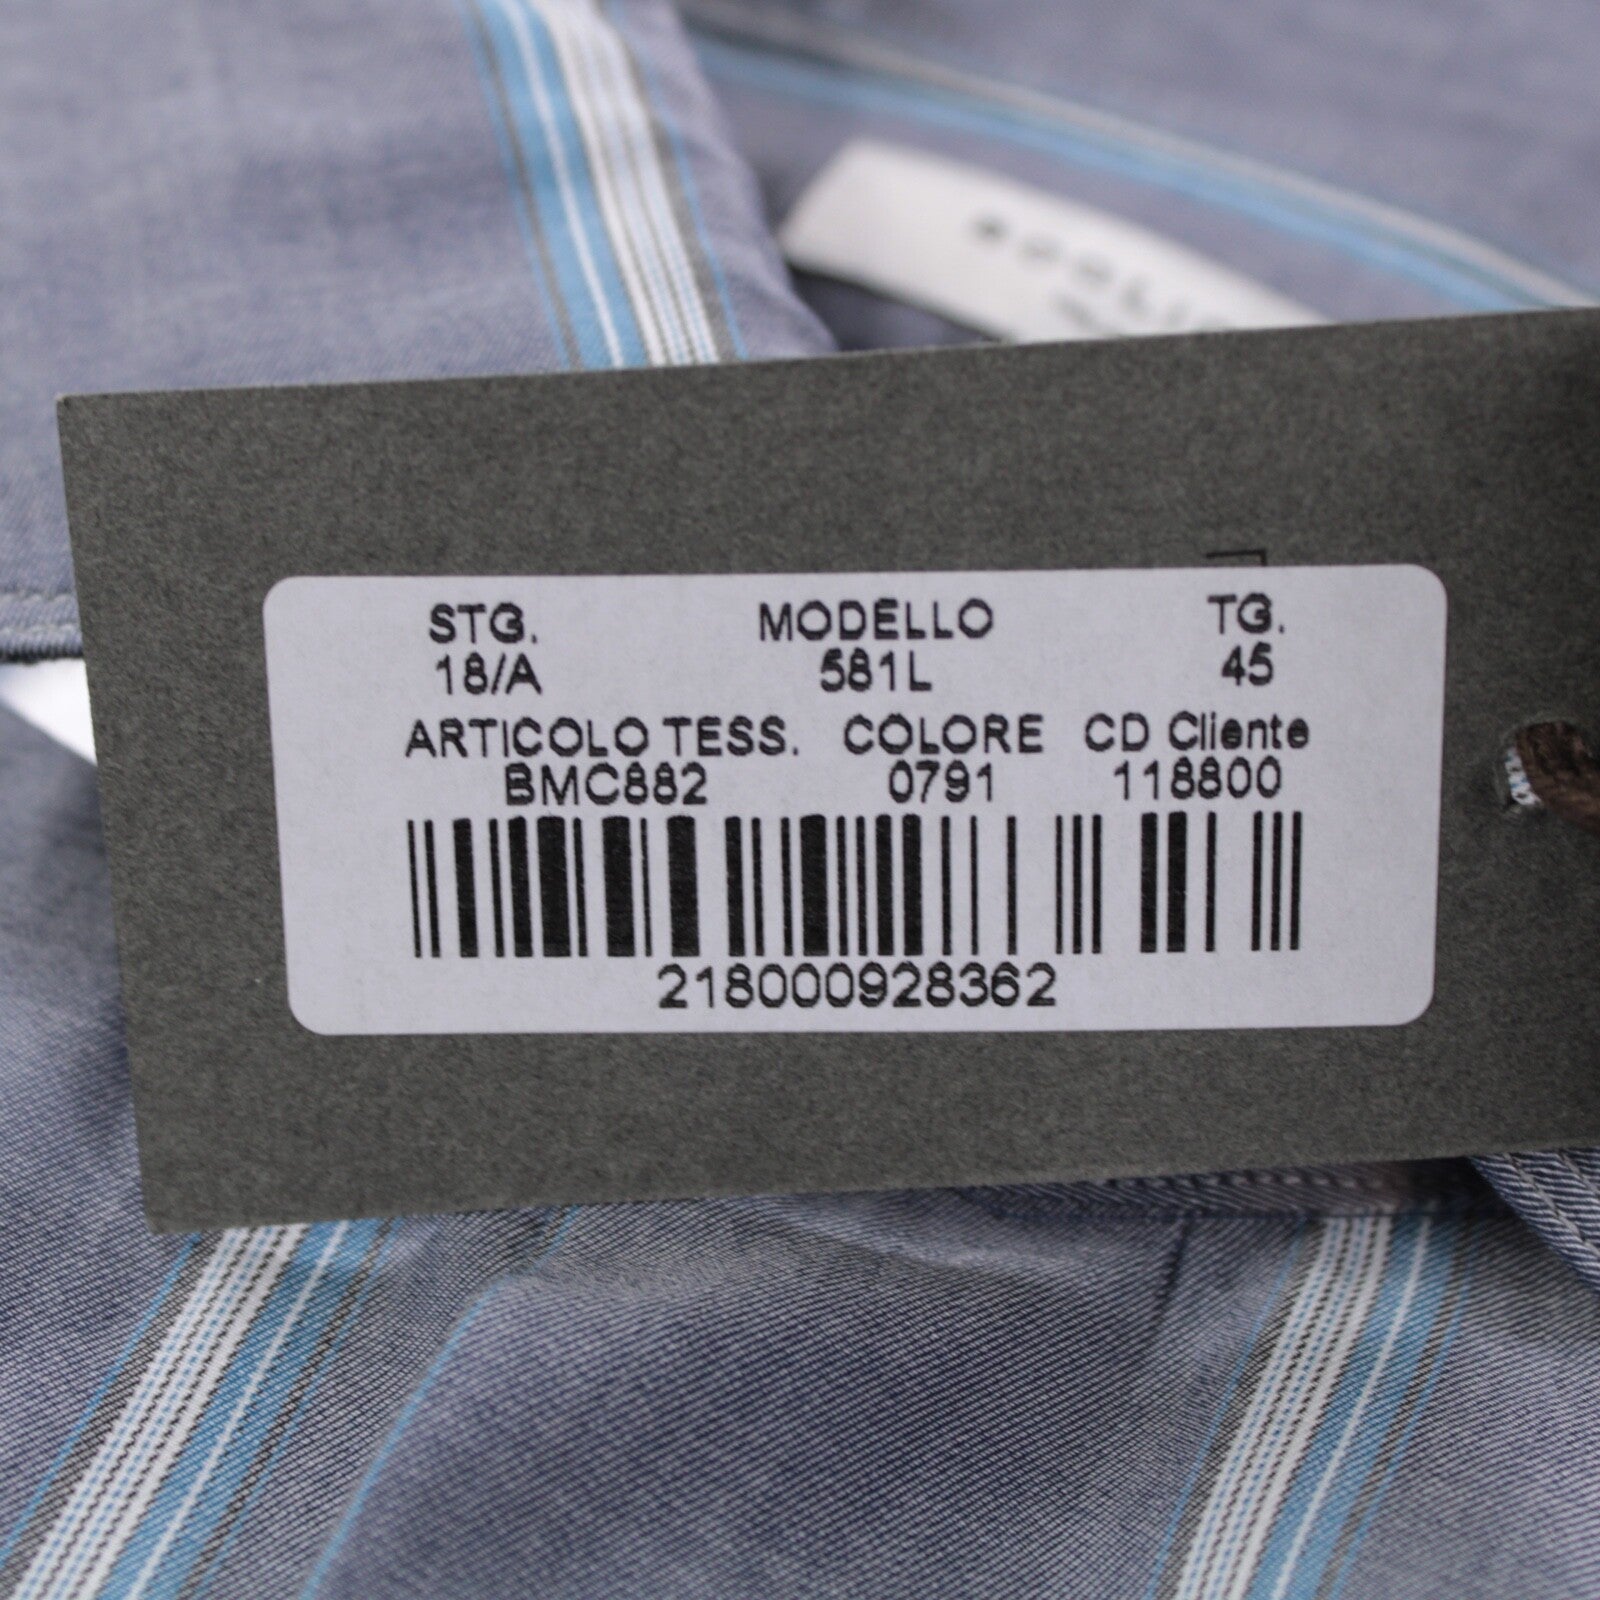 STG. MODELLO TG.
18/A 581L 45
ARTICOLO TESS. COLORE CD Cliente
BMC882 0791 118800
218000928362